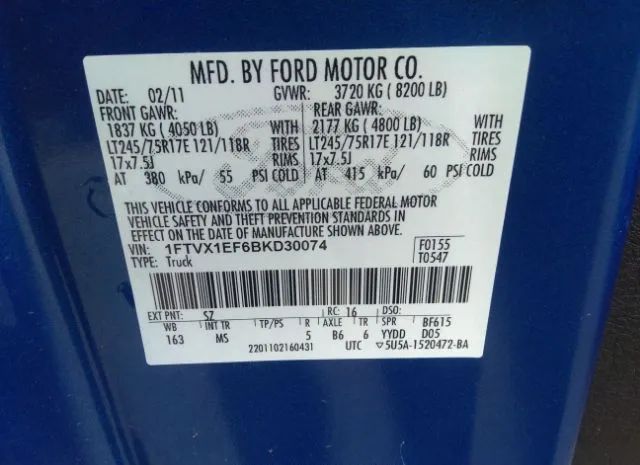 MFD. BY FORD MOTOR CO.
DATE: 02/11 GVWR: 3720 KG ( 8200 LB)
FRONT GAWR: REAR GAWR:
1837 KG ( 4050 LB) 2177 KG ( 4800 LB)
LT245/75R17E 121/118R TIRES LT245/75R17E 121/118R TIRES
17x7.5J RIMS 17x7.5J RIMS
AT 380 kPa/ 55 PSI COLD AT 415 kPa/ 60 PSI COLD
THIS VEHICLE CONFORMS TO ALL APPLICABLE FEDERAL MOTOR
VEHICLE SAFETY AND THEFT PREVENTION STANDARDS IN
EFFECT ON THE DATE OF MANUFACTURE SHOWN ABOVE.
VIN: 1FTVX1EF6BKD30074 F0155
TYPE: Truck T0547
EXT PNT: SZ RC: 16 DSO:
WB INT TR TP/PS R AXLE TR SPR BF615
163 MS 5 B6 6 YYDD D05
2201102160431 UTC 5U5A-1520472-BA